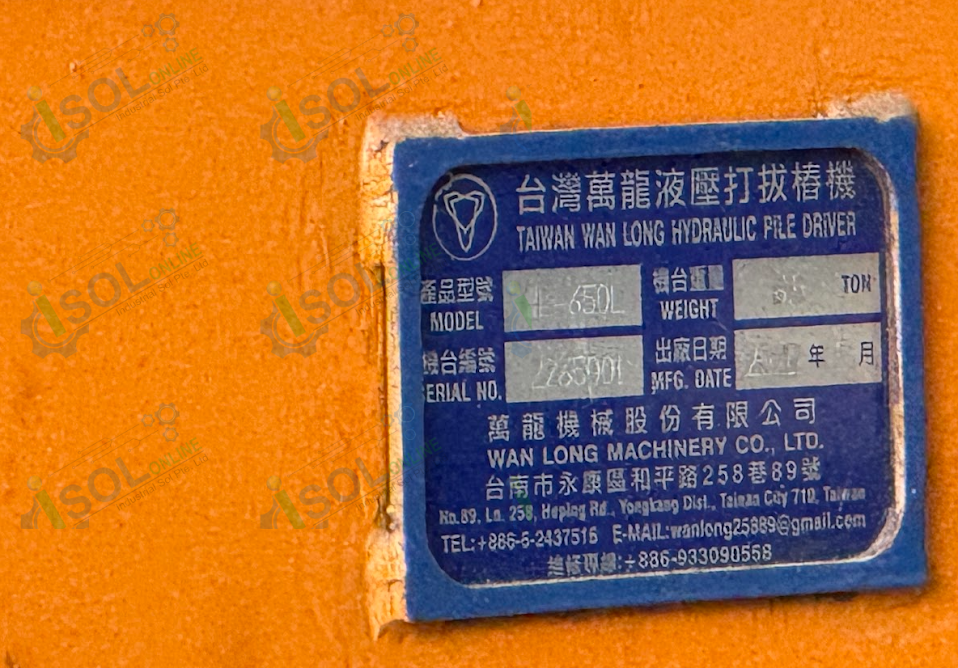 台灣萬龍液壓打拔樁機
TAIWAN WAN LONG HYDRAULIC PILE DRIVER
產品型號 650L 機台重量 TON
MODEL WEIGHT
機台編號 出廠日期 年 月
SERIAL NO. MFG. DATE
萬龍機械股份有限公司
WAN LONG MACHINERY CO., LTD.
台南市永康區和平路258巷89號
No.89, Ln. 258, Heping Rd., Yongkang Dist., Tainan City 710, Taiwan
TEL:+886-6-2437516 E-MAIL:wanlong25889@gmail.com
維修專線:+886-933090558
iSOL ONLINE